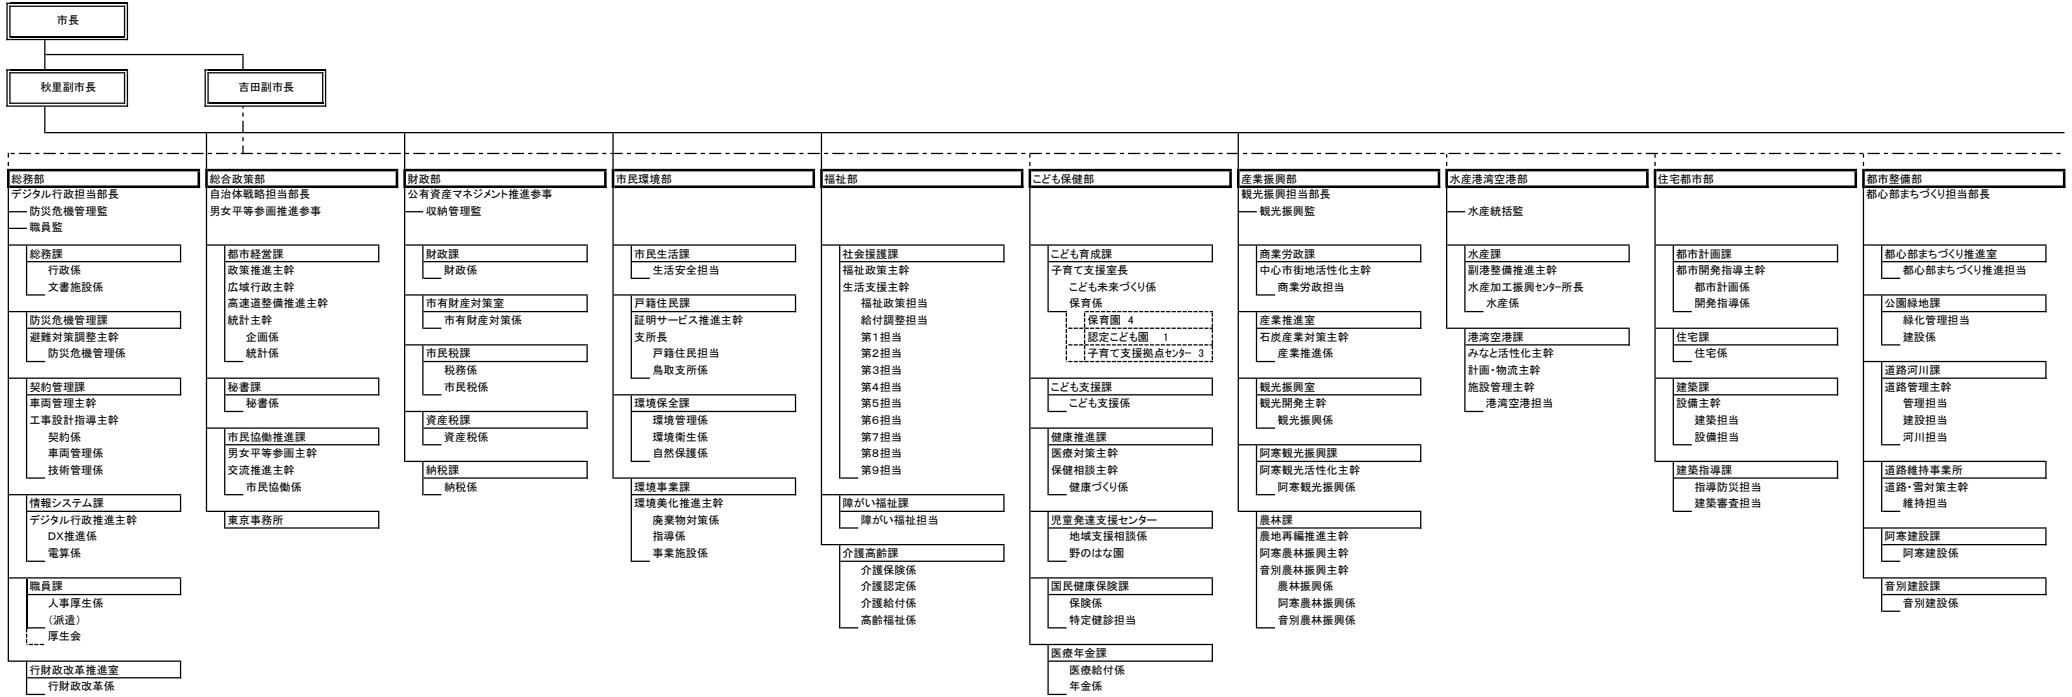 市長
秋里副市長
吉田副市長
総務部
デジタル行政担当部長
防災危機管理監
職員監
総務課
行政係
文書施設係
防災危機管理課
避難対策調整主幹
防災危機管理係
契約管理課
車両管理主幹
工事設計指導主幹
契約係
車両管理係
技術管理係
情報システム課
デジタル行政推進主幹
DX推進係
電算係
職員課
人事厚生係
(派遣)
厚生会
行財政改革推進室
行財政改革係
総合政策部
自治体戦略担当部長
男女平等参画推進参事
都市経営課
政策推進主幹
広域行政主幹
高速道整備推進主幹
統計主幹
企画係
統計係
秘書課
秘書係
市民協働推進課
男女平等参画主幹
交流推進主幹
市民協働係
東京事務所
財政部
公有資産マネジメント推進参事
収納管理監
財政課
財政係
市有財産対策室
市有財産対策係
市民税課
税務係
市民税係
資産税課
資産税係
納税課
納税係
市民環境部
市民生活課
生活安全担当
戸籍住民課
証明サービス推進主幹
支所長
戸籍住民担当
鳥取支所係
環境保全課
環境管理係
環境衛生係
自然保護係
環境事業課
環境美化推進主幹
廃棄物対策係
指導係
事業施設係
福祉部
社会援護課
福祉政策主幹
生活支援主幹
福祉政策担当
給付調整担当
第1担当
第2担当
第3担当
第4担当
第5担当
第6担当
第7担当
第8担当
第9担当
障がい福祉課
障がい福祉担当
介護高齢課
介護保険係
介護認定係
介護給付係
高齢福祉係
こども保健部
こども育成課
子育て支援室長
こども未来づくり係
保育係
保育園 4
認定こども園 1
子育て支援拠点センター 3
こども支援課
こども支援係
健康推進課
医療対策主幹
保健相談主幹
健康づくり係
児童発達支援センター
地域支援相談係
野のはな園
国民健康保険課
保険係
特定健診担当
医療年金課
医療給付係
年金係
産業振興部
観光振興担当部長
観光振興監
商業労政課
中心市街地活性化主幹
商業労政担当
産業推進室
石炭産業対策主幹
産業推進係
観光振興室
観光開発主幹
観光振興係
阿寒観光振興課
阿寒観光活性化主幹
阿寒観光振興係
農林課
農地再編推進主幹
阿寒農林振興主幹
音別農林振興主幹
農林振興係
阿寒農林振興係
音別農林振興係
水産港湾空港部
水産統括監
水産課
副港整備推進主幹
水産加工振興センター所長
水産係
港湾空港課
みなと活性化主幹
計画・物流主幹
施設管理主幹
港湾空港担当
住宅都市部
都市計画課
都市開発指導主幹
都市計画係
開発指導係
住宅課
住宅係
建築課
設備主幹
建築担当
設備担当
建築指導課
指導防災担当
建築審査担当
都市整備部
都心部まちづくり担当部長
都心部まちづくり推進室
都心部まちづくり推進担当
公園緑地課
緑化管理担当
建設係
道路河川課
道路管理主幹
管理担当
建設担当
河川担当
道路維持事業所
道路・雪対策主幹
維持担当
阿寒建設課
阿寒建設係
音別建設課
音別建設係